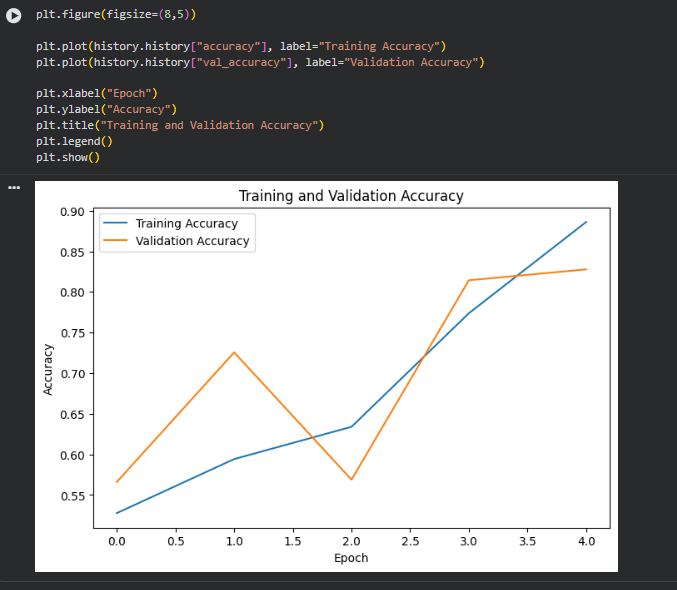 plt.figure(figsize=(8,5))
plt.plot(history.history["accuracy"], label="Training Accuracy")
plt.plot(history.history["val_accuracy"], label="Validation Accuracy")
plt.xlabel("Epoch")
plt.ylabel("Accuracy")
plt.title("Training and Validation Accuracy")
plt.legend()
plt.show()
Training and Validation Accuracy
Training Accuracy
Validation Accuracy
Accuracy
0.90
0.85
0.80
0.75
0.70
0.65
0.60
0.55
0.0 0.5 1.0 1.5 2.0 2.5 3.0 3.5 4.0
Epoch